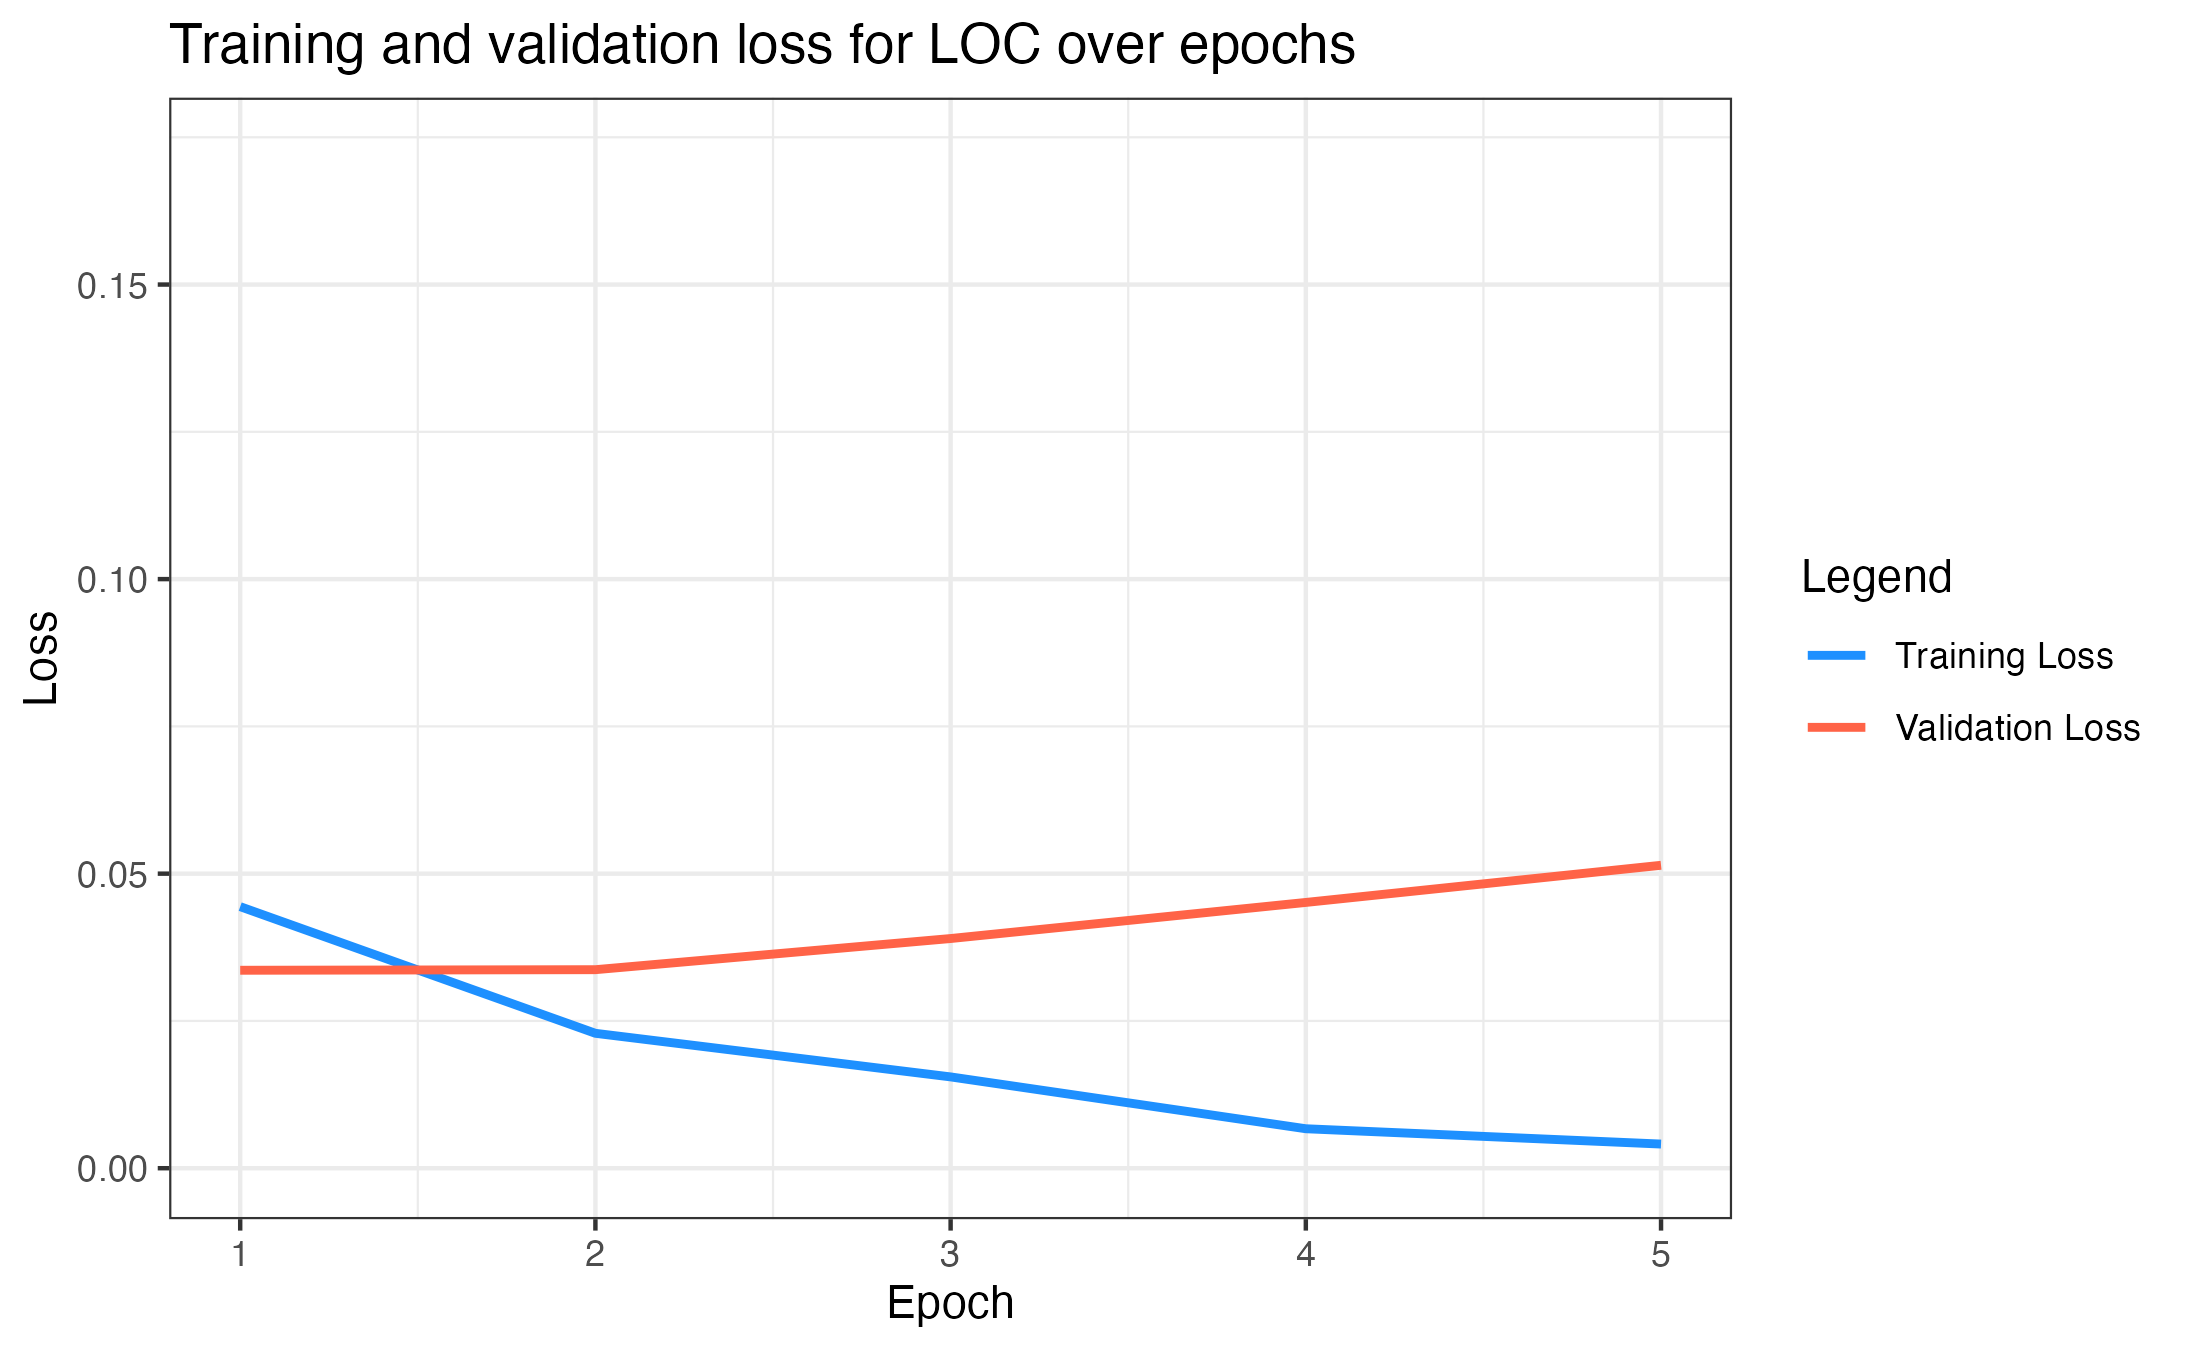 Training and validation loss for LOC over epochs
0.15
0.10
0.05
0.00
Loss
1 2 3 4 5
Epoch
Legend
Training Loss
Validation Loss